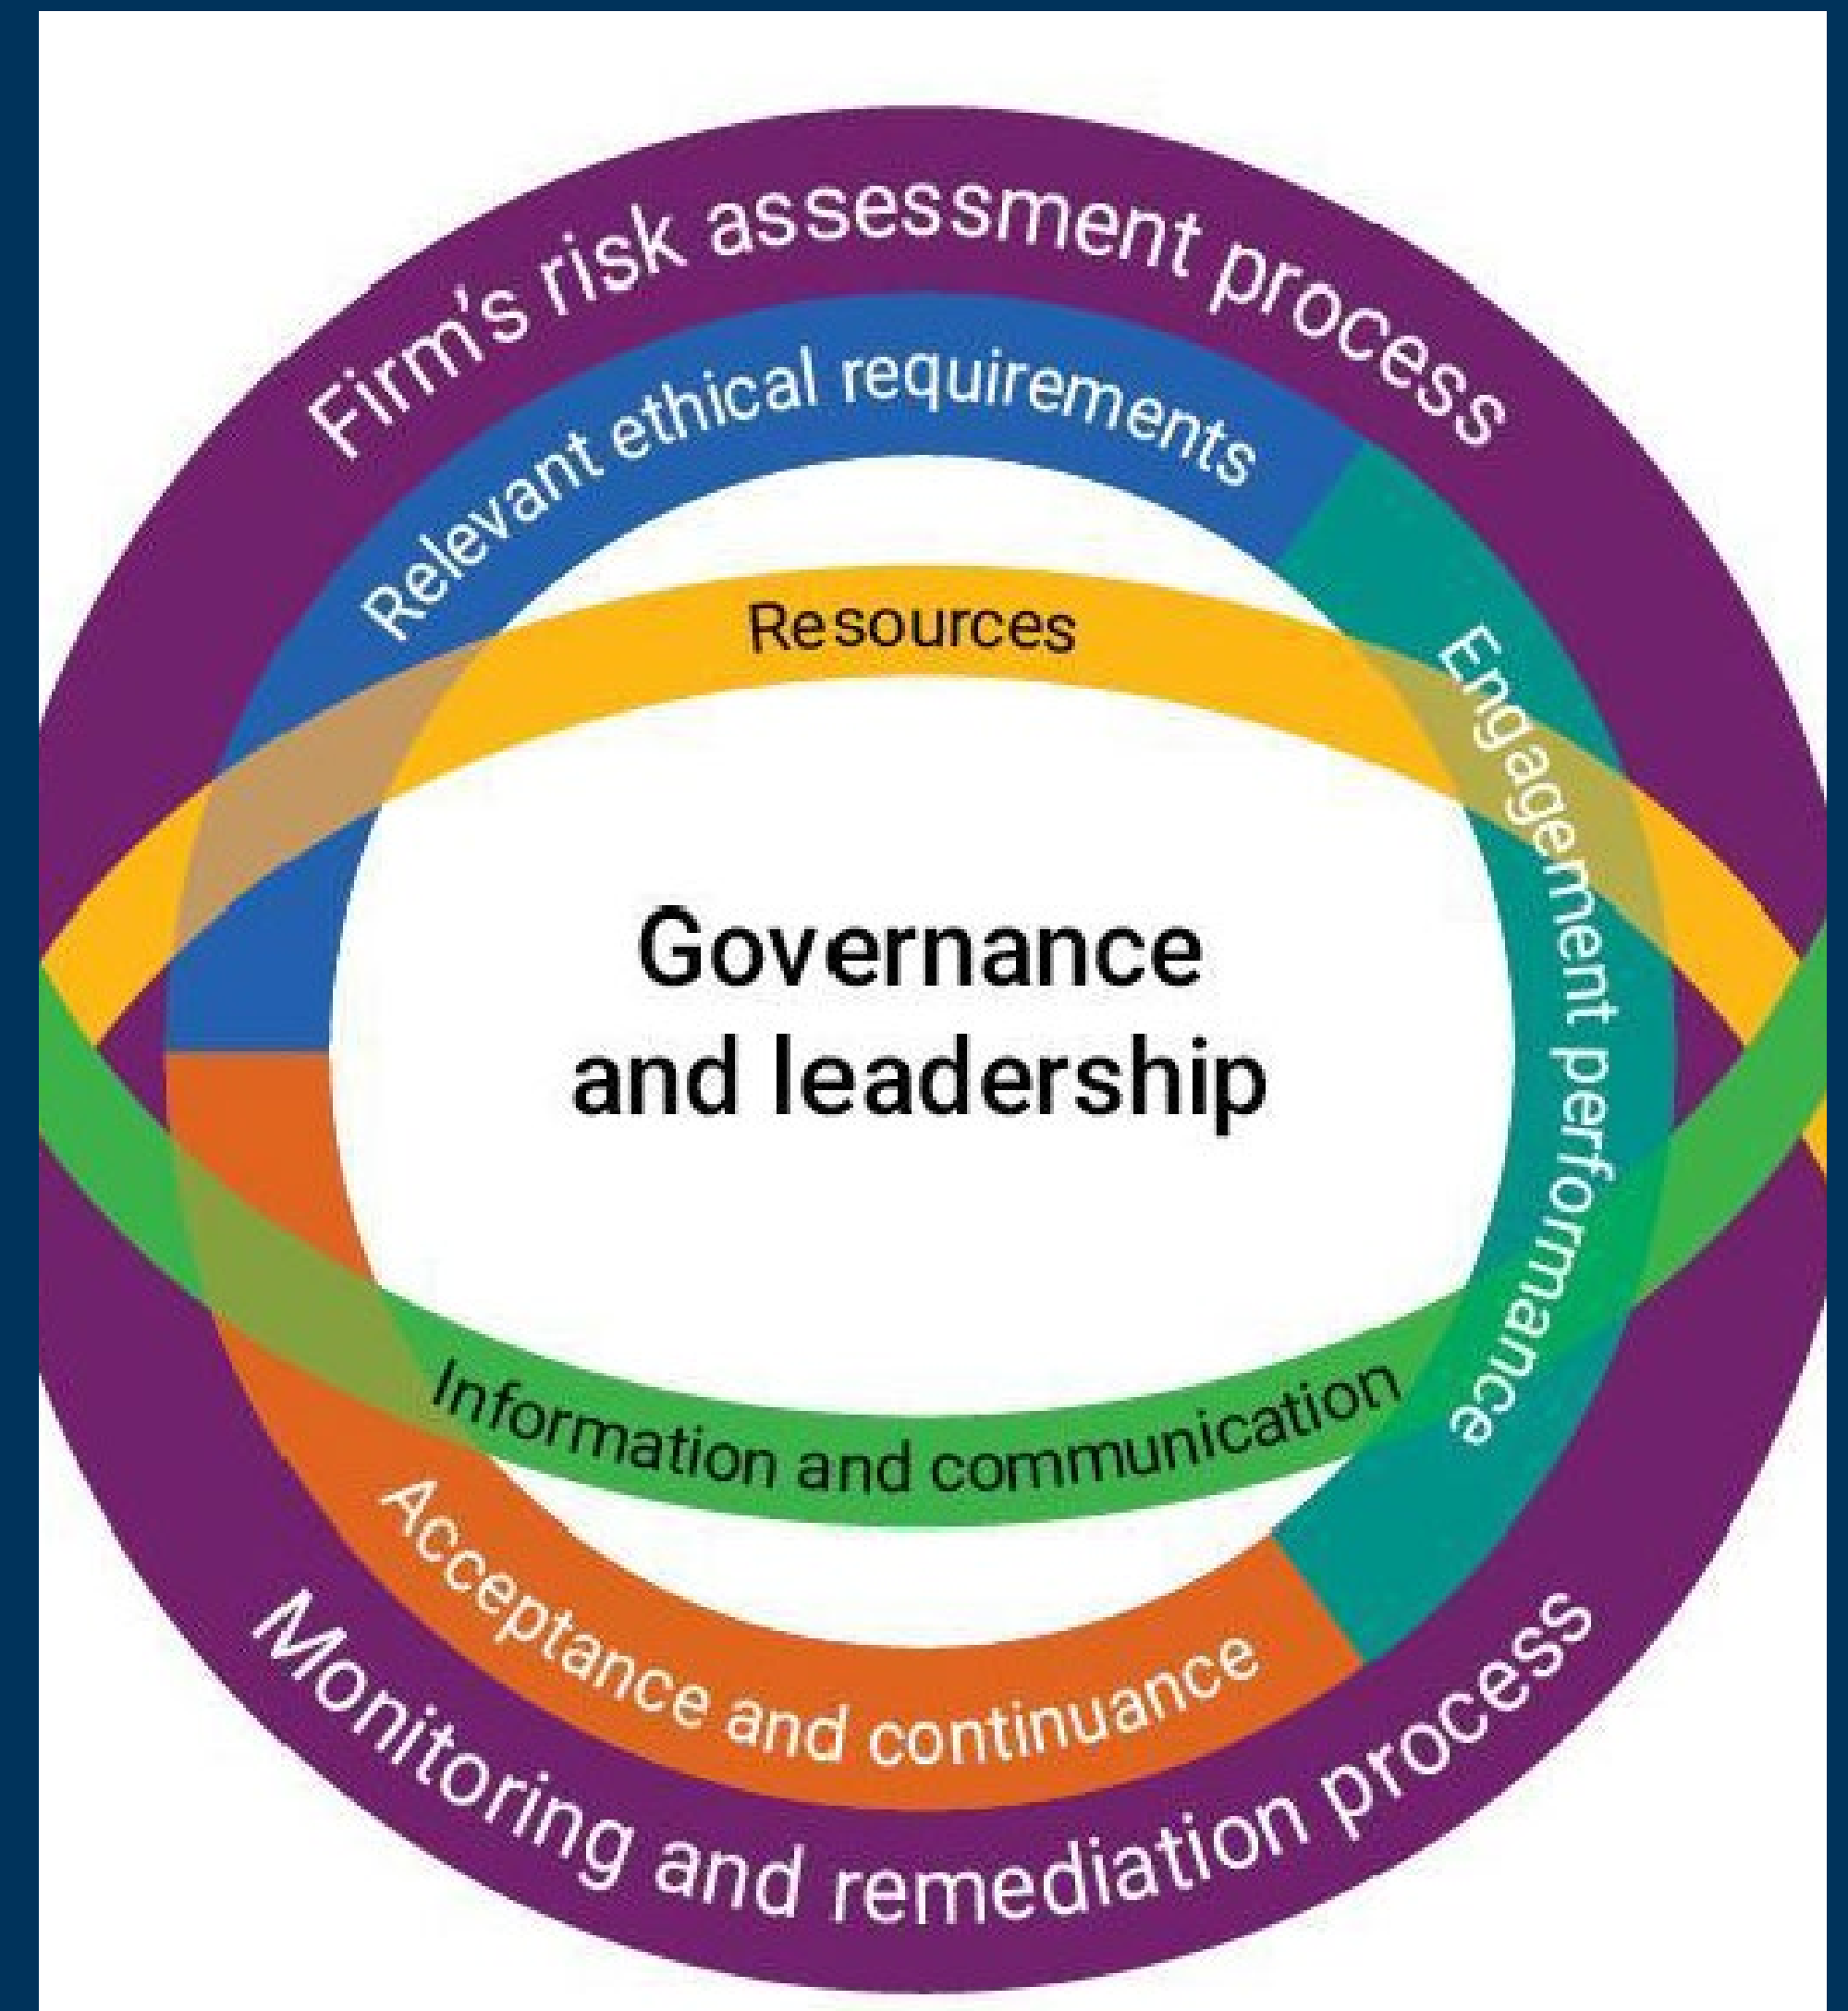 Firm's risk assessment process
Relevant ethical requirements
Resources
Engagement performance
Governance
and leadership
Information and communication
Acceptance and continuance
Monitoring and remediation process